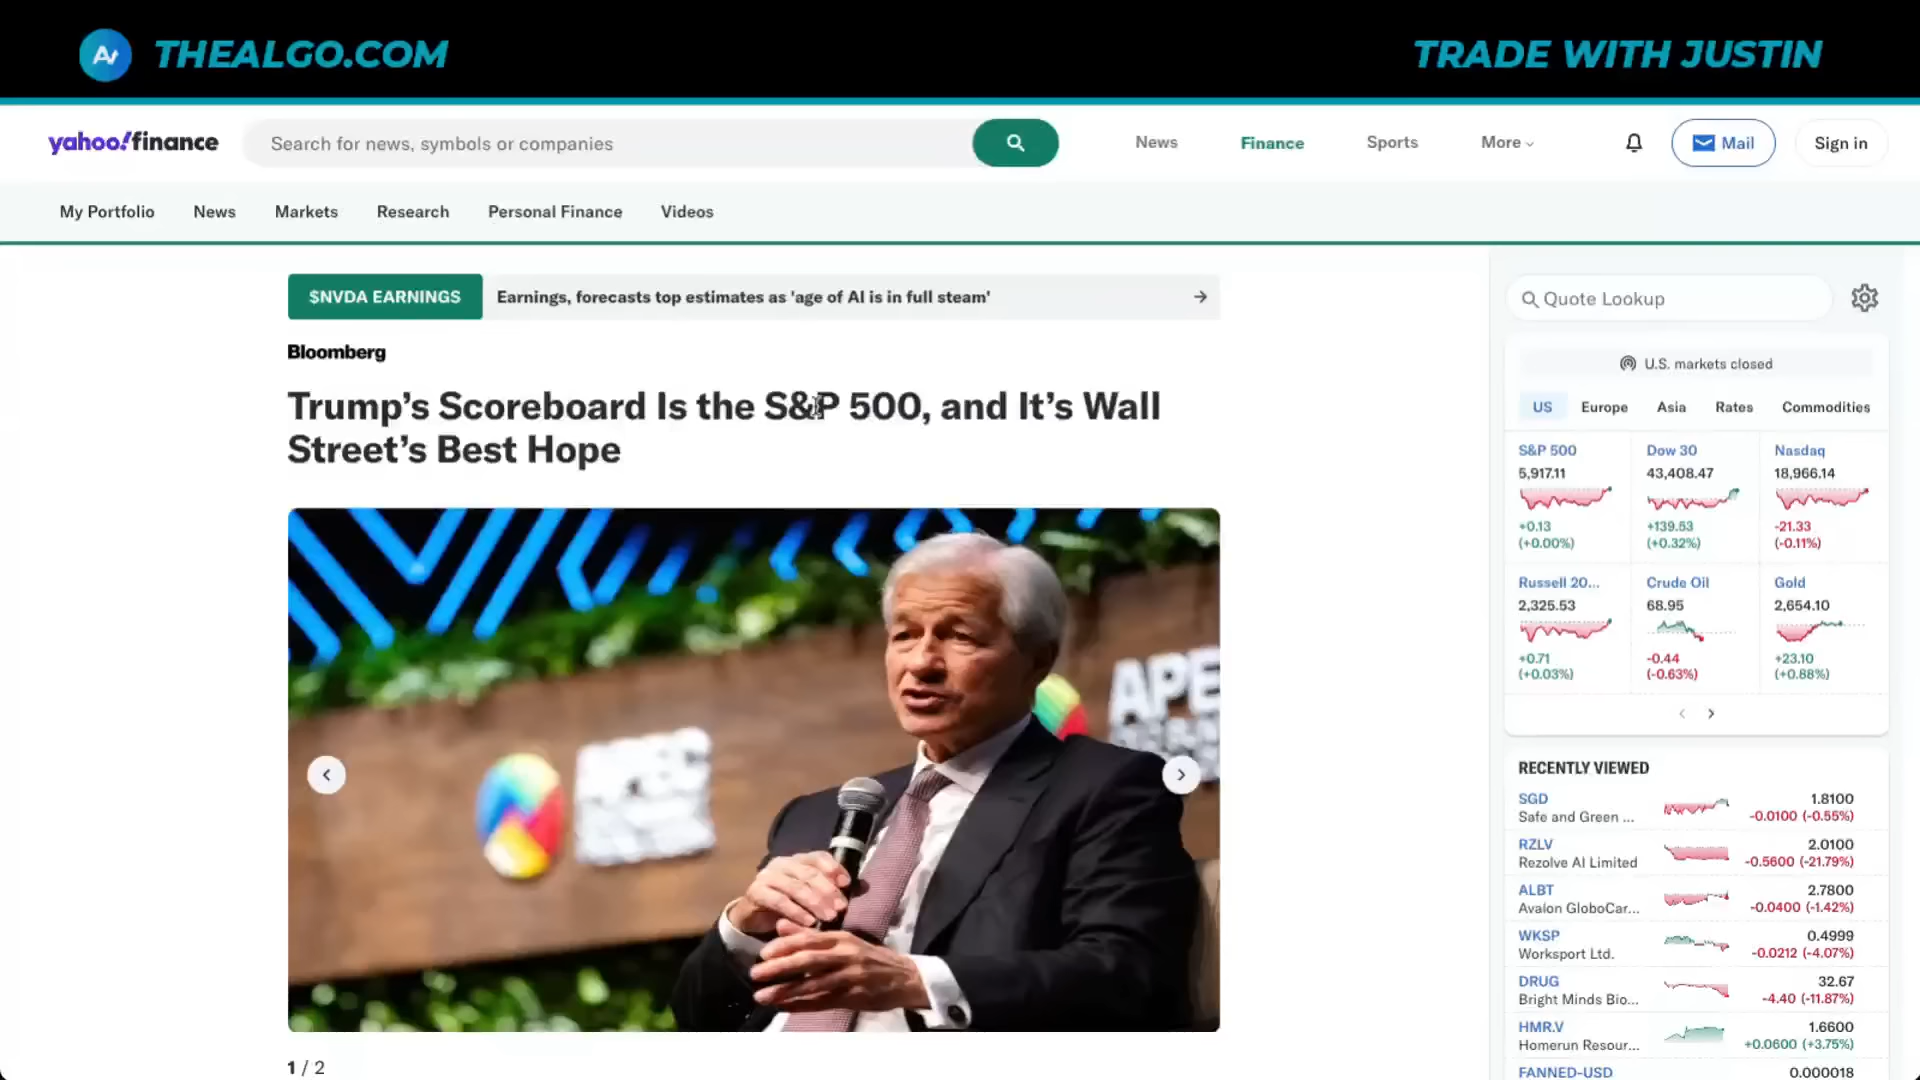 THEALGO.COM
TRADE WITH JUSTIN
yahoo!finance
Search for news, symbols or companies
News
Finance
Sports
More
Mail
Sign in
My Portfolio
News
Markets
Research
Personal Finance
Videos
$NVDA EARNINGS
Earnings, forecasts top estimates as 'age of AI is in full steam'
Bloomberg
Trump’s Scoreboard Is the S&P 500, and It’s Wall
Street’s Best Hope
APE
1 / 2
Quote Lookup
U.S. markets closed
US
Europe
Asia
Rates
Commodities
S&P 500
5,917.11
+0.13
(+0.00%)
Dow 30
43,408.47
+139.53
(+0.32%)
Nasdaq
18,966.14
-21.33
(-0.11%)
Russell 20...
2,325.53
+0.71
(+0.03%)
Crude Oil
68.95
-0.44
(-0.63%)
Gold
2,654.10
+23.10
(+0.88%)
RECENTLY VIEWED
SGD 1.8100
Safe and Green ... -0.0100 (-0.55%)
RZLV 2.0100
Rezolve AI Limited -0.5600 (-21.79%)
ALBT 2.7800
Avalon GloboCar... -0.0400 (-1.42%)
WKSP 0.4999
Worksport Ltd. -0.0212 (-4.07%)
DRUG 32.67
Bright Minds Bio... -4.40 (-11.87%)
HMR.V 1.6600
Homerun Resour... +0.0600 (+3.75%)
FANNED-USD 0.000018